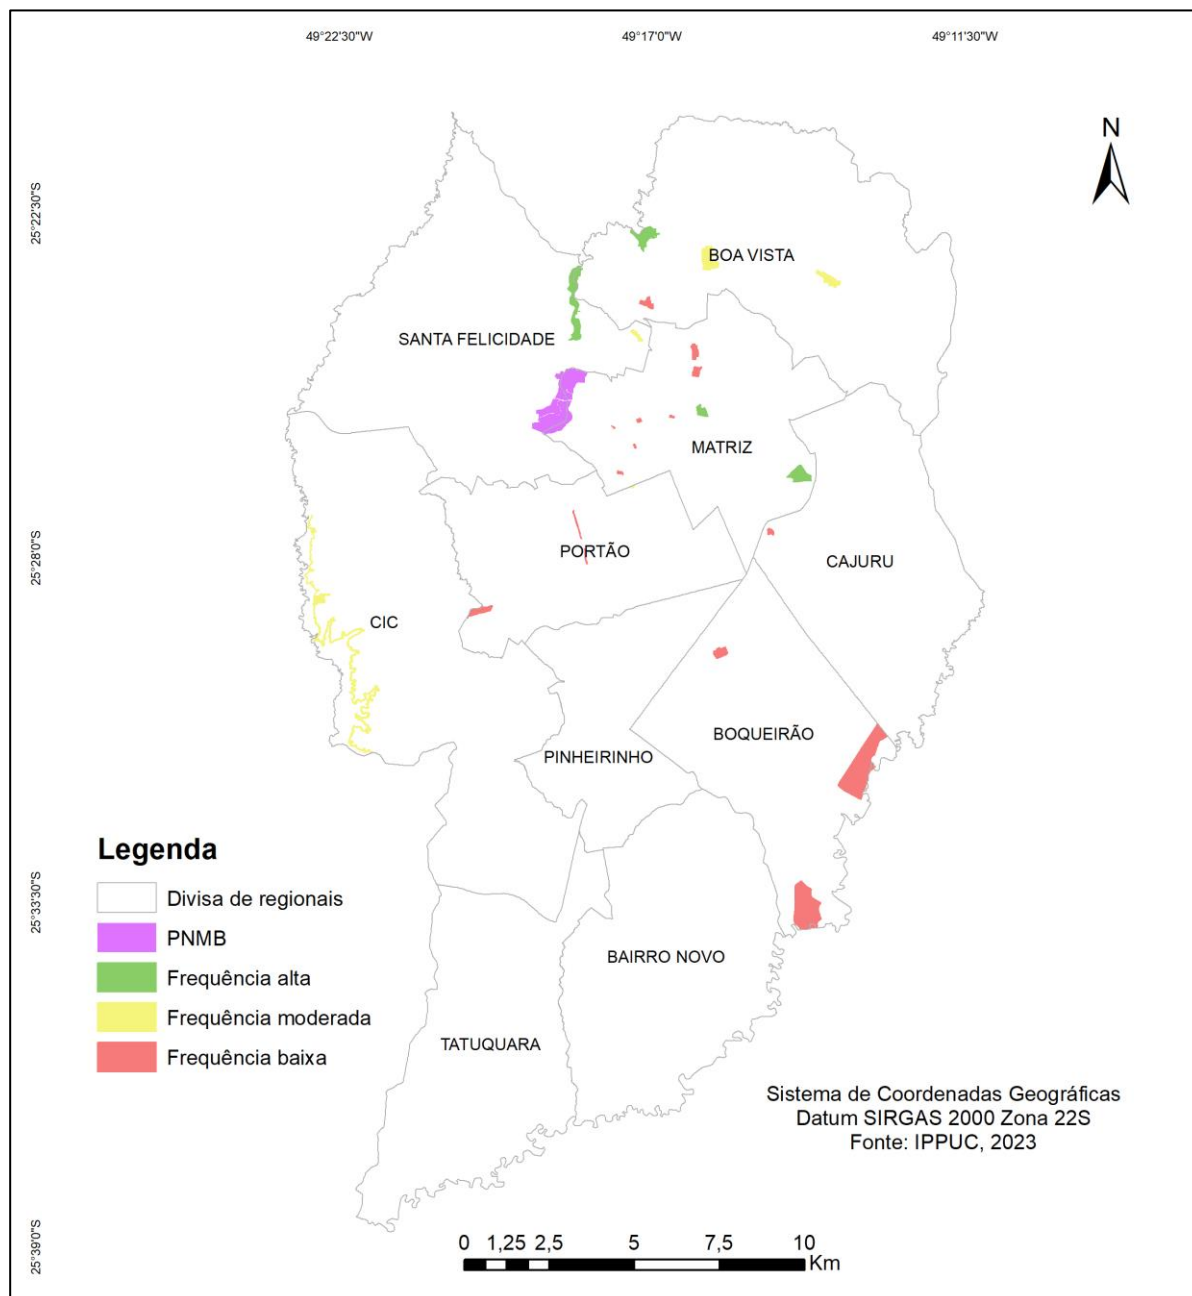 49°22'30"W
49°17'0"W
49°11'30"W
N
25°22'30"S
BOA VISTA
SANTA FELICIDADE
MATRIZ
25°28'0"S
PORTÃO
CAJURU
CIC
BOQUEIRÃO
PINHEIRINHO
Legenda
Divisa de regionais
PNMB
Frequência alta
Frequência moderada
Frequência baixa
25°33'30"S
BAIRRO NOVO
TATUQUARA
Sistema de Coordenadas Geográficas
Datum SIRGAS 2000 Zona 22S
Fonte: IPPUC, 2023
25°39'0"S
0 1,25 2,5 5 7,5 10
Km